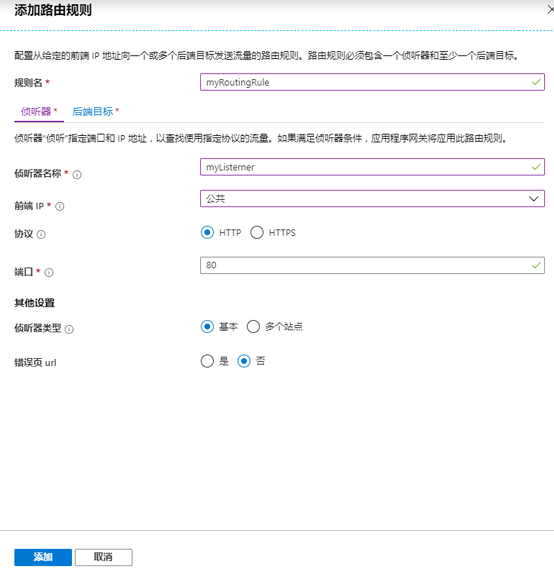 添加路由规则
配置从给定的前端 IP 地址向一个或多个后端目标发送流量的路由规则。路由规则必须包含一个侦听器和至少一个后端目标。
规则名 * myRoutingRule
侦听器 * 后端目标 *
侦听器“侦听”指定端口和 IP 地址，以查找使用指定协议的流量。如果满足侦听器条件，应用程序网关将应用此路由规则。
侦听器名称 * myListerner
前端 IP * 公共
协议 HTTP HTTPS
端口 * 80
其他设置
侦听器类型 基本 多个站点
错误页 url 是 否
添加 取消